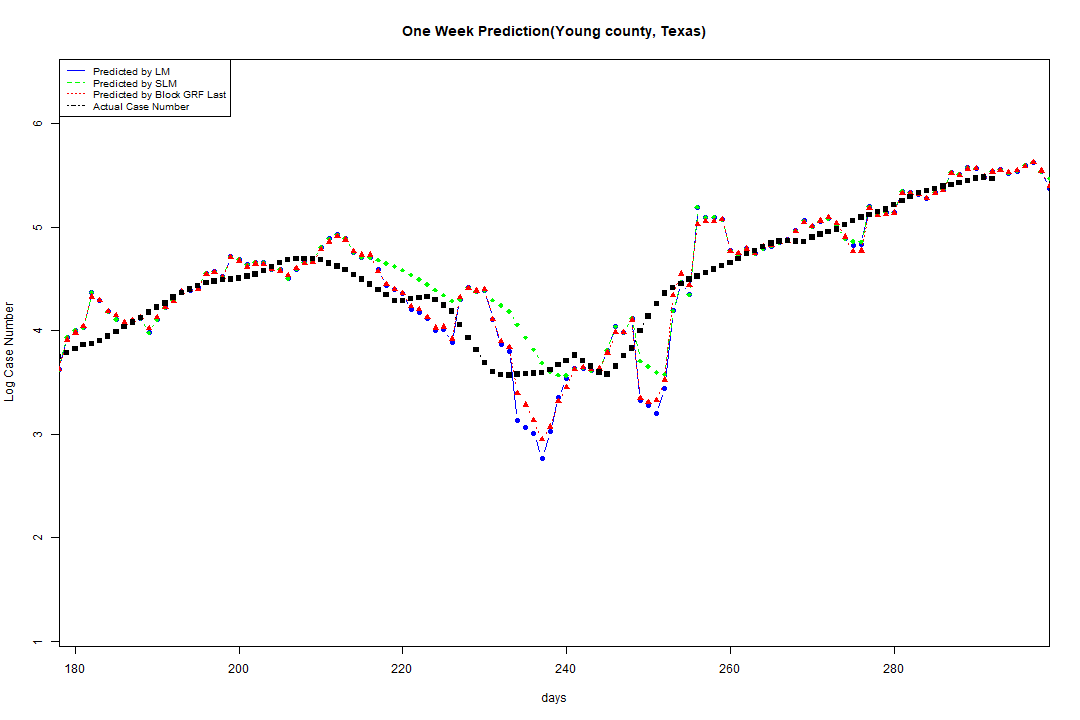 One Week Prediction(Young county, Texas)
Predicted by LM
Predicted by SLM
Predicted by Block GRF Last
Actual Case Number
6
5
4
3
2
1
Log Case Number
180 200 220 240 260 280
days